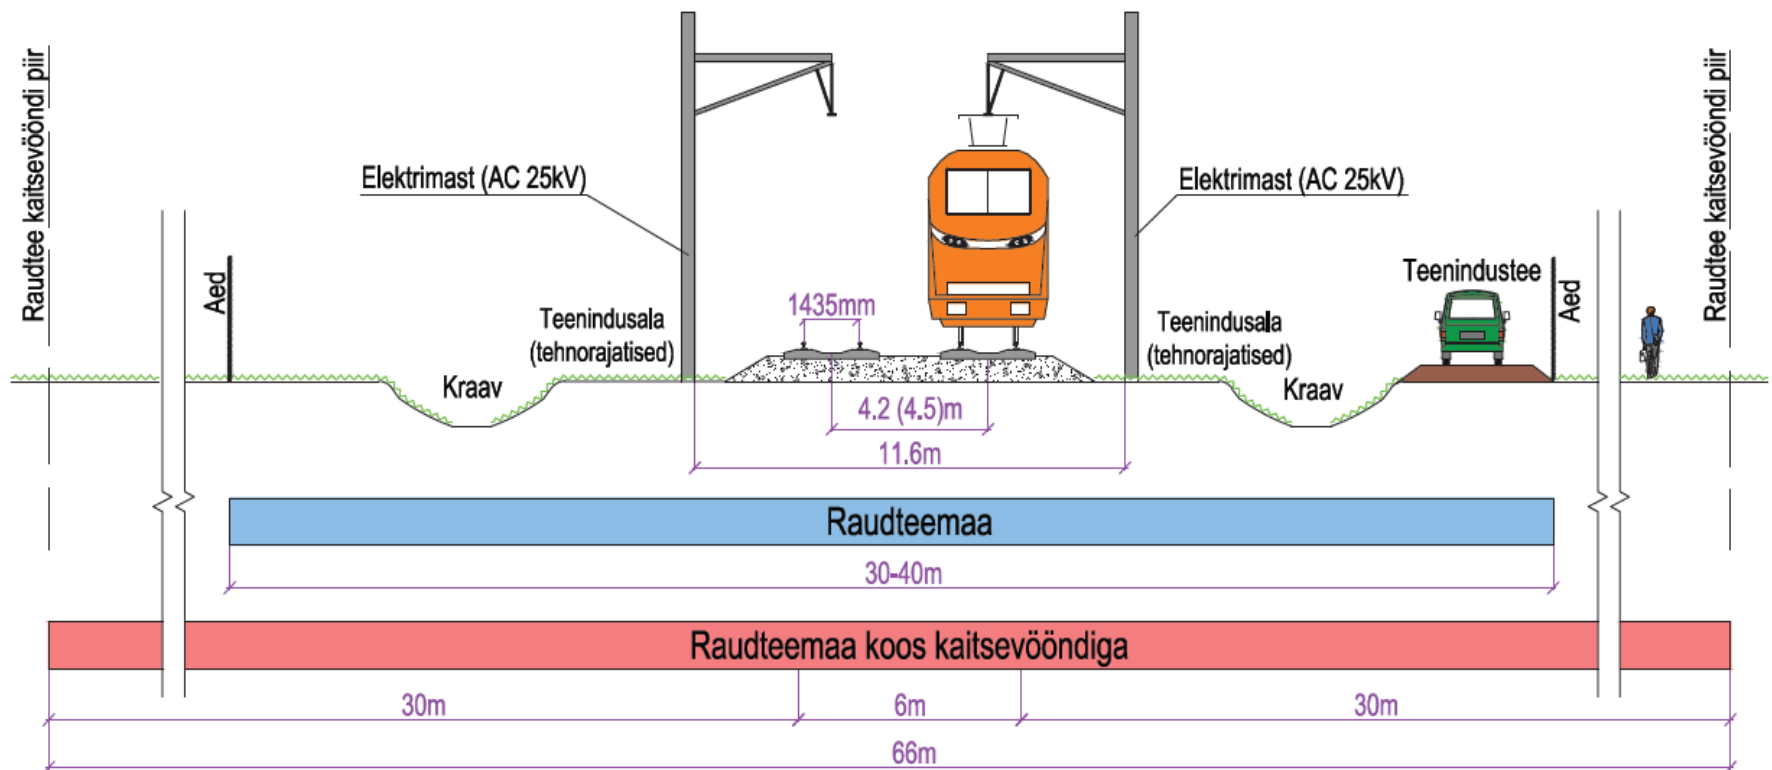 Raudtee kaitsevööndi piir
Raudtee kaitsevööndi piir
Elektrimast (AC 25kV)
Elektrimast (AC 25kV)
Aed
Teenindustee
Aed
1435mm
Teenindusala
(tehnorajatised)
Teenindusala
(tehnorajatised)
Kraav
Kraav
4.2 (4.5)m
11.6m
Raudteemaa
30-40m
Raudteemaa koos kaitsevööndiga
30m
6m
30m
66m